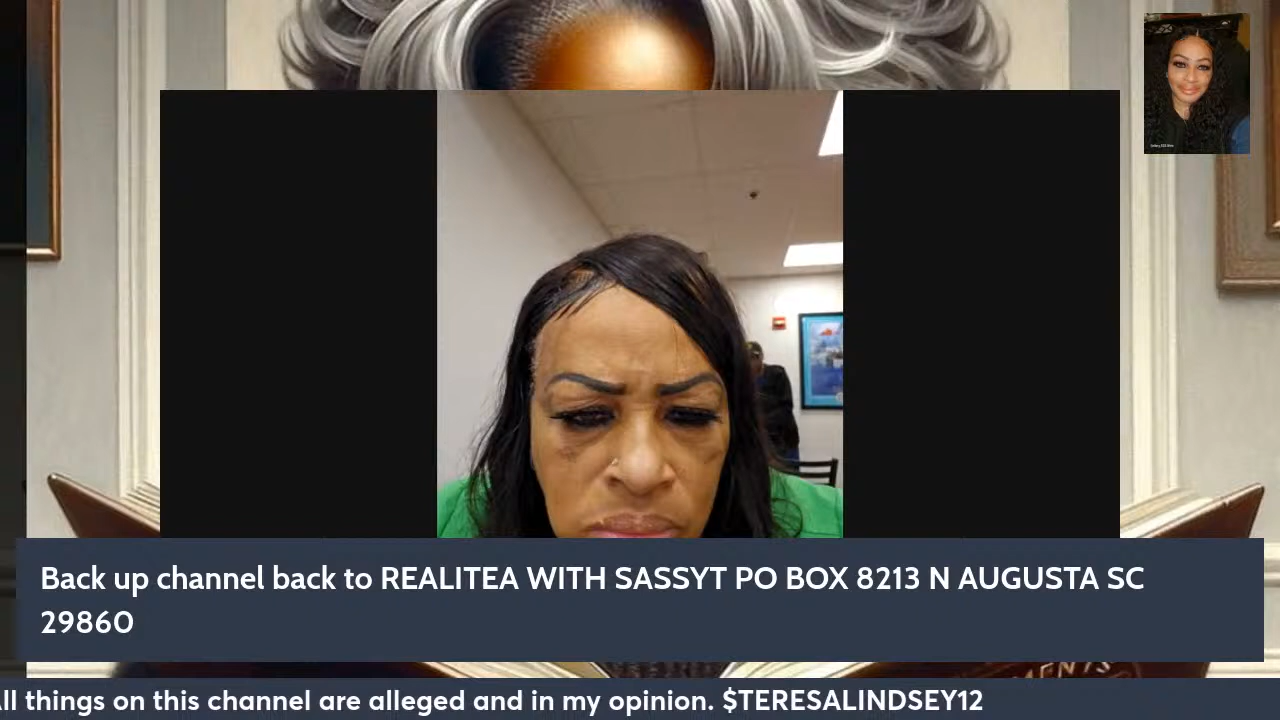 Back up channel back to REALITEA WITH SASSYT PO BOX 8213 N AUGUSTA SC
29860
ll things on this channel are alleged and in my opinion. $TERESALINDSEY12